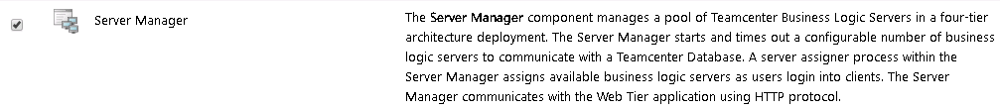 Server Manager
The Server Manager component manages a pool of Teamcenter Business Logic Servers in a four-tier
architecture deployment. The Server Manager starts and times out a configurable number of business
logic servers to communicate with a Teamcenter Database. A server assigner process within the
Server Manager assigns available business logic servers as users login into clients. The Server
Manager communicates with the Web Tier application using HTTP protocol.